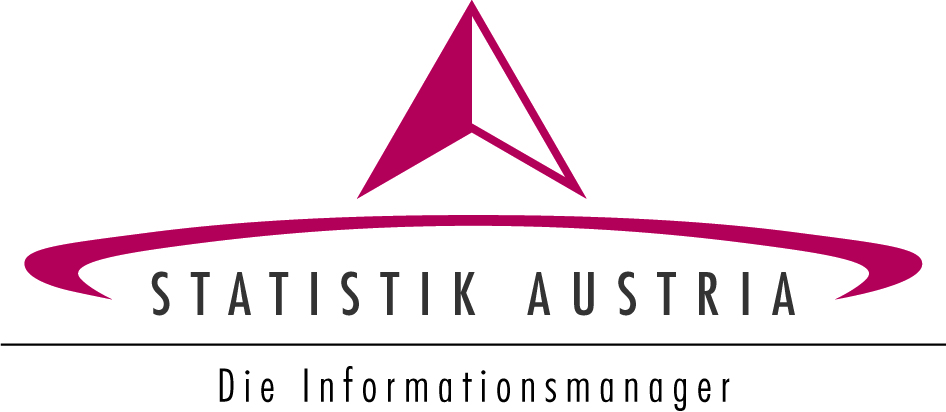 STATISTIK AUSTRIA
Die Informationsmanager